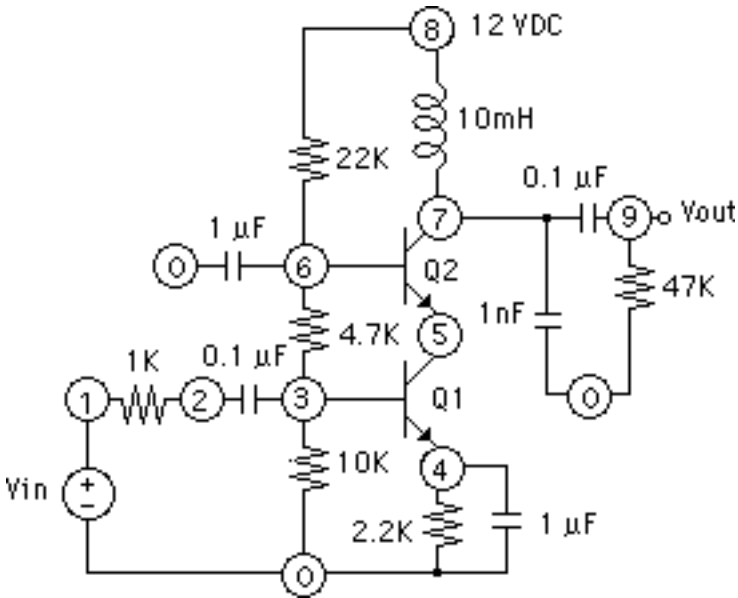 8 12 VDC
10mH
22K
0.1 µF
7
9 Vout
1 µF
0
6
Q2
47K
1nF
5
4.7K
1K
0.1 µF
1
2
3
Q1
0
10K
4
Vin
+
−
2.2K
1 µF
0